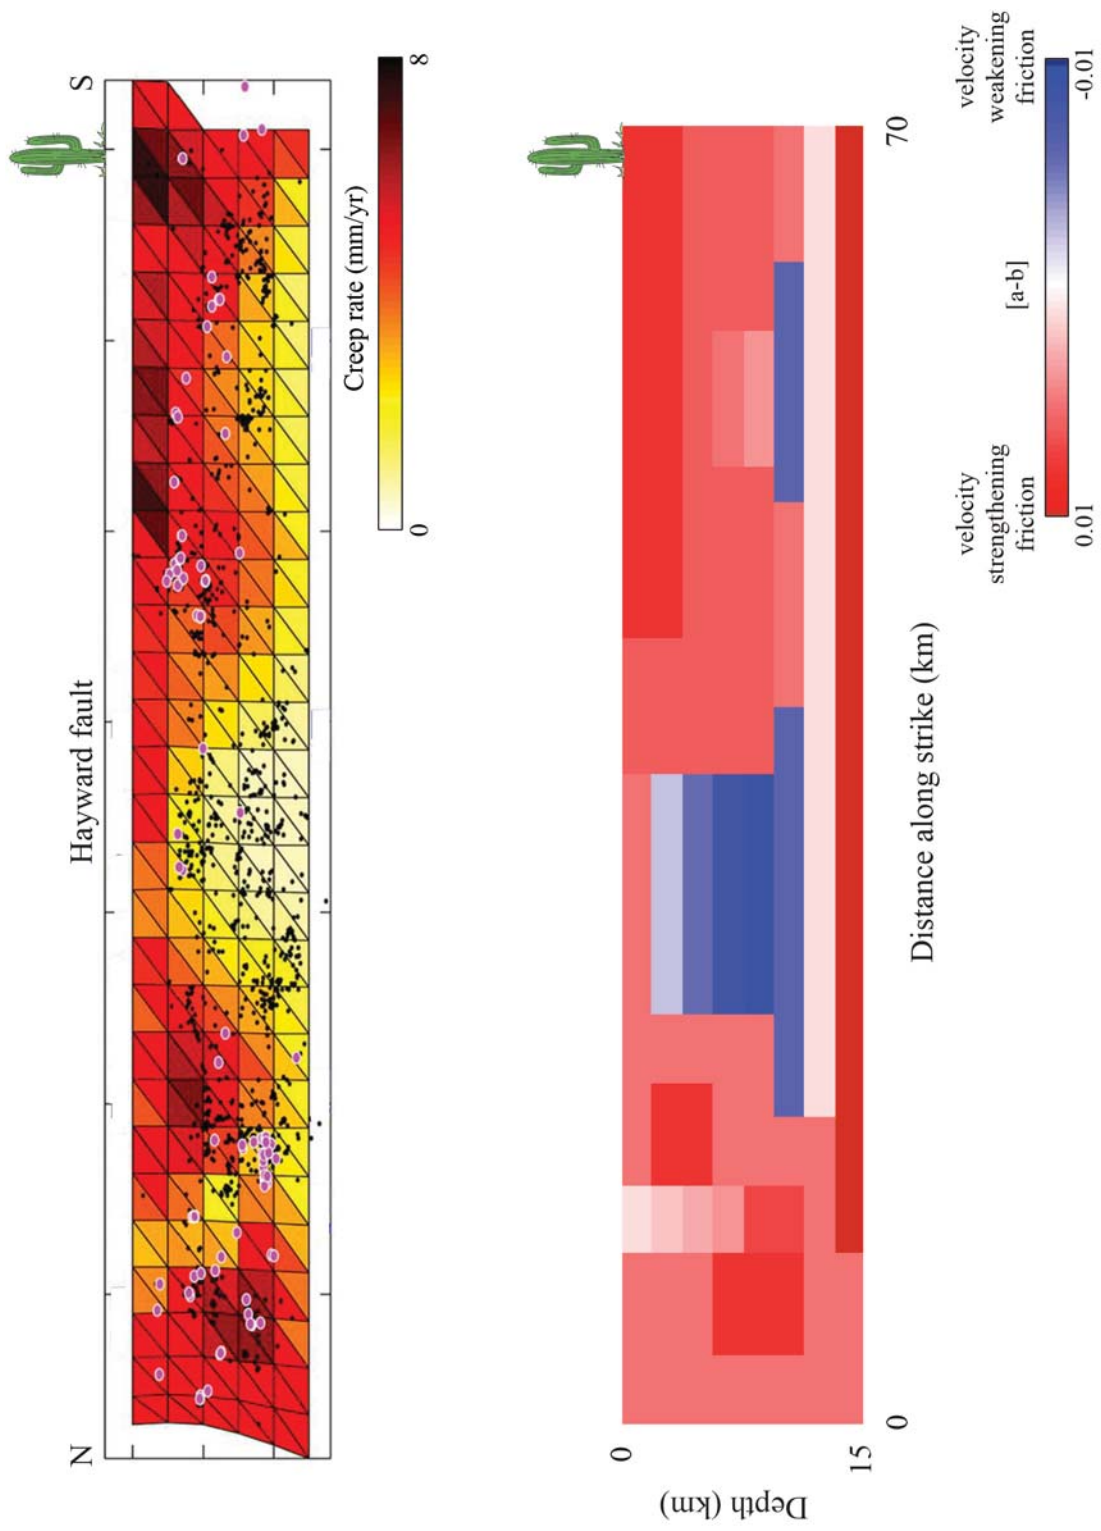 Hayward fault
N
S
Creep rate (mm/yr)
0
8
0
15
Depth (km)
0
70
Distance along strike (km)
velocity
strengthening
friction
[a-b]
velocity
weakening
friction
0.01
-0.01